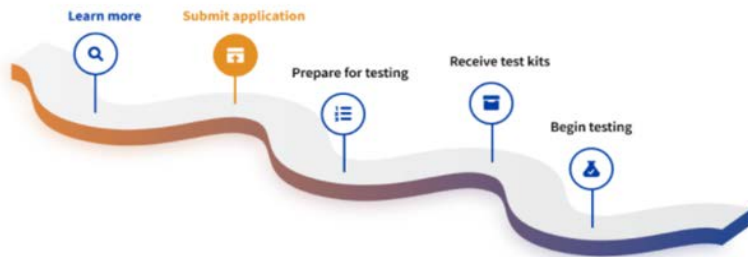 Learn more
Submit application
Prepare for testing
Receive test kits
Begin testing